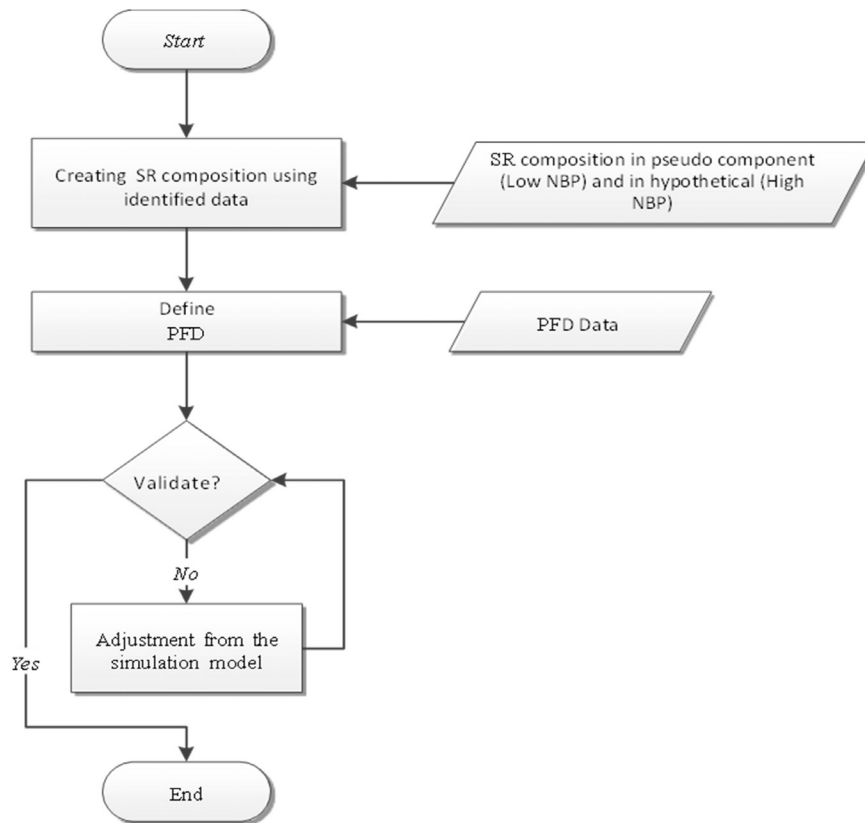 Start
Creating SR composition using
identified data
SR composition in pseudo component
(Low NBP) and in hypothetical (High
NBP)
Define
PFD
PFD Data
Validate?
No
Adjustment from the
simulation model
Yes
End